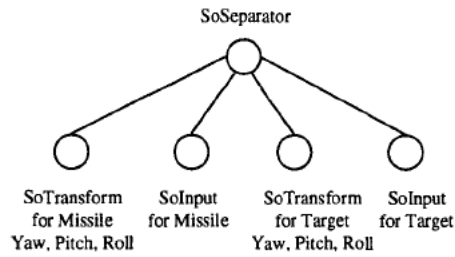 SoSeparator
SoTransform
for Missile
Yaw, Pitch, Roll
SoInput
for Missile
SoTransform
for Target
Yaw, Pitch, Roll
SoInput
for Target